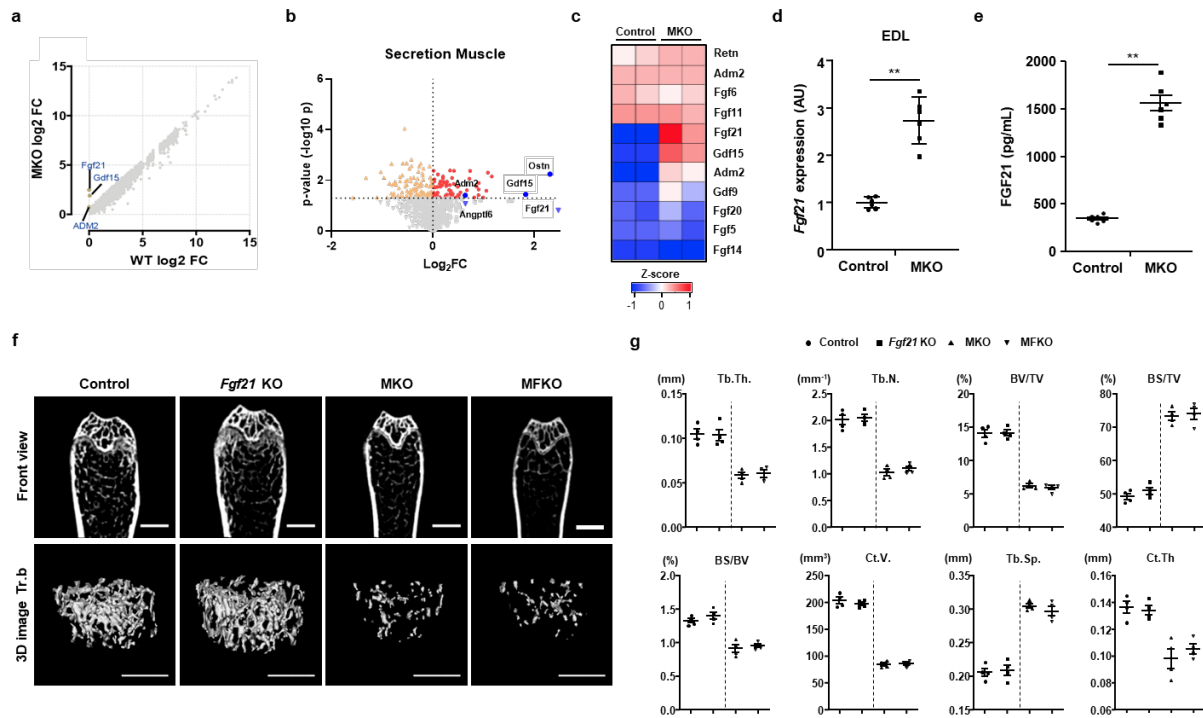 a
MKO log2 FC
15
10
5
0
Fgf21
Gdf15
ADM2
0
5
10
15
WT log2 FC
b
Secretion Muscle
p-value (-log10 p)
6
4
2
0
Ostn
Adm2
Gdf15
Angptl6
Fgf21
-2
-1
0
1
2
Log2FC
c
Control MKO
Retn
Adm2
Fgf6
Fgf11
Fgf21
Gdf15
Adm2
Gdf9
Fgf20
Fgf5
Fgf14
Z-score
-1 0 1
d
EDL
Fgf21 expression (AU)
4
3
2
1
0
**
Control MKO
e
FGF21 (pg/mL)
2000
1500
1000
500
0
**
Control MKO
f
Control
Fgf21 KO
MKO
MFKO
Front view
3D image Tr.b
g
Control Fgf21 KO MKO MFKO
(mm) Tb.Th.
0.15
0.10
0.05
0.00
(mm⁻¹) Tb.N.
2.5
2.0
1.5
1.0
0.5
0.0
(%) BV/TV
20
15
10
5
0
(%) BS/TV
80
70
60
50
40
(%) BS/BV
2.0
1.5
1.0
0.5
0.0
(mm³) Ct.V.
250
200
150
100
50
0
(mm) Tb.Sp.
0.35
0.30
0.25
0.20
0.15
(mm) Ct.Th
0.16
0.14
0.12
0.10
0.08
0.06